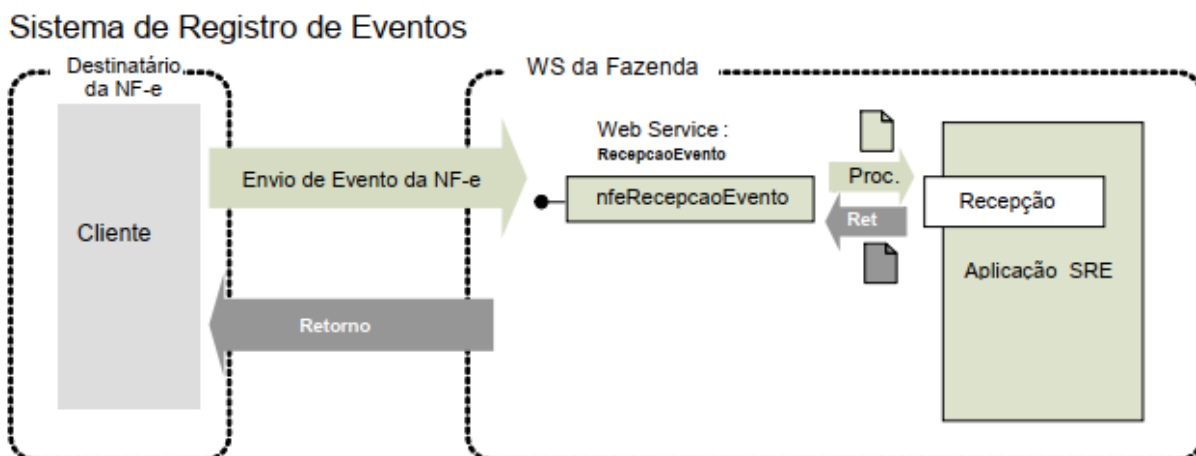 Sistema de Registro de Eventos
Destinatário
da NF-e
WS da Fazenda
Cliente
Envio de Evento da NF-e
Retorno
Web Service :
RecepcaoEvento
nfeRecepcaoEvento
Proc.
Ret
Recepção
Aplicação SRE